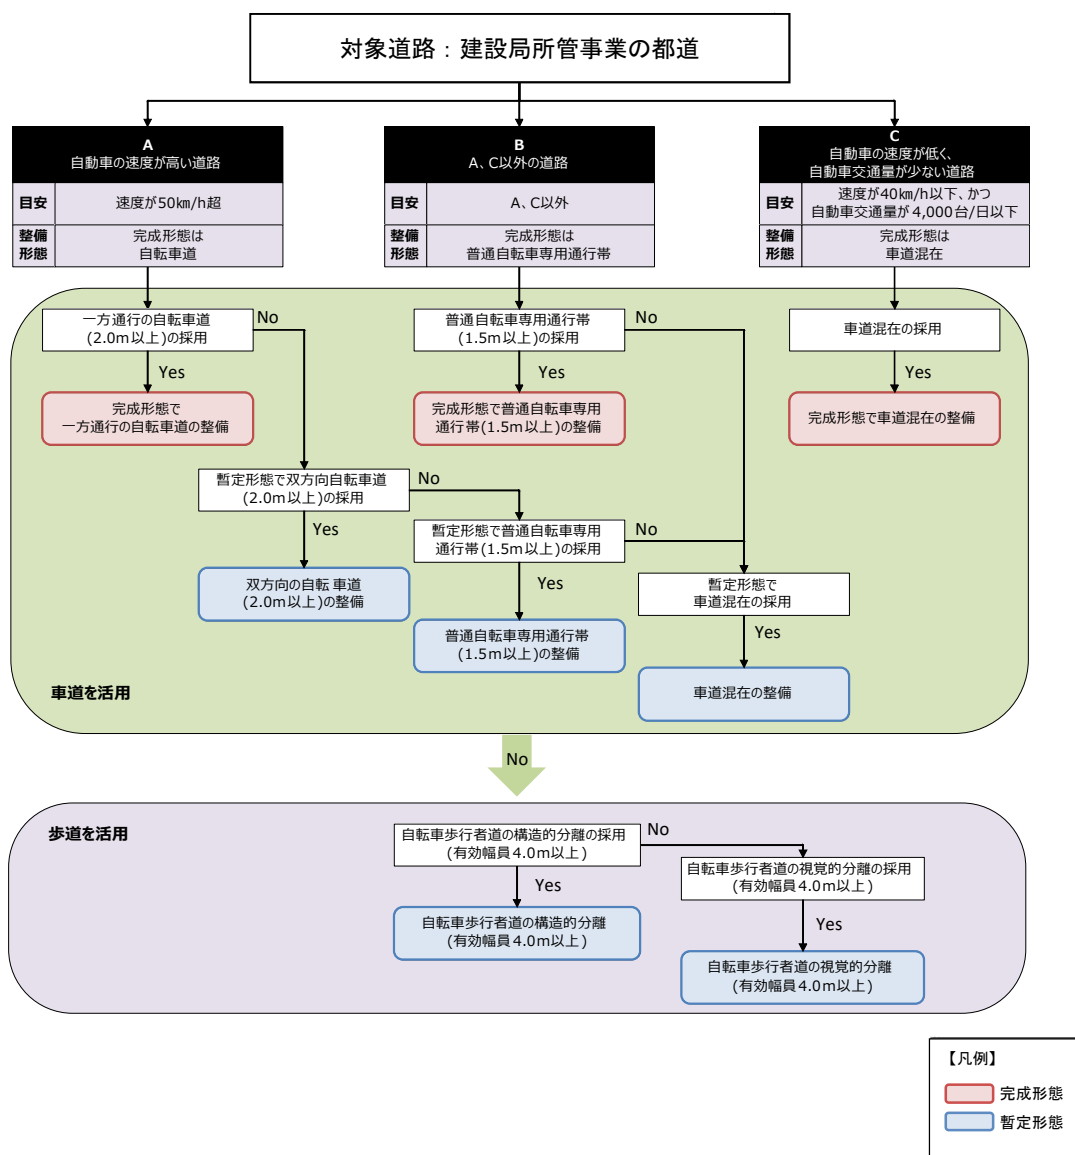 対象道路：建設局所管事業の都道
A
自動車の速度が高い道路
目安
速度が50km/h超
整備
形態
完成形態は
自転車道
B
A、C以外の道路
目安
A、C以外
整備
形態
完成形態は
普通自転車専用通行帯
C
自動車の速度が低く、
自動車交通量が少ない道路
目安
速度が40km/h以下、かつ
自動車交通量が4,000台/日以下
整備
形態
完成形態は
車道混在
一方通行の自転車道
(2.0m以上)の採用
No
Yes
完成形態で
一方通行の自転車道の整備
普通自転車専用通行帯
(1.5m以上)の採用
No
Yes
完成形態で普通自転車専用
通行帯(1.5m以上)の整備
車道混在の採用
Yes
完成形態で車道混在の整備
暫定形態で双方向自転車道
(2.0m以上)の採用
No
Yes
双方向の自転車道
(2.0m以上)の整備
暫定形態で普通自転車専用
通行帯(1.5m以上)の採用
No
Yes
普通自転車専用通行帯
(1.5m以上)の整備
暫定形態で
車道混在の採用
Yes
車道混在の整備
車道を活用
No
歩道を活用
自転車歩行者道の構造的分離の採用
(有効幅員4.0m以上)
No
Yes
自転車歩行者道の構造的分離
(有効幅員4.0m以上)
自転車歩行者道の視覚的分離の採用
(有効幅員4.0m以上)
Yes
自転車歩行者道の視覚的分離
(有効幅員4.0m以上)
【凡例】
完成形態
暫定形態